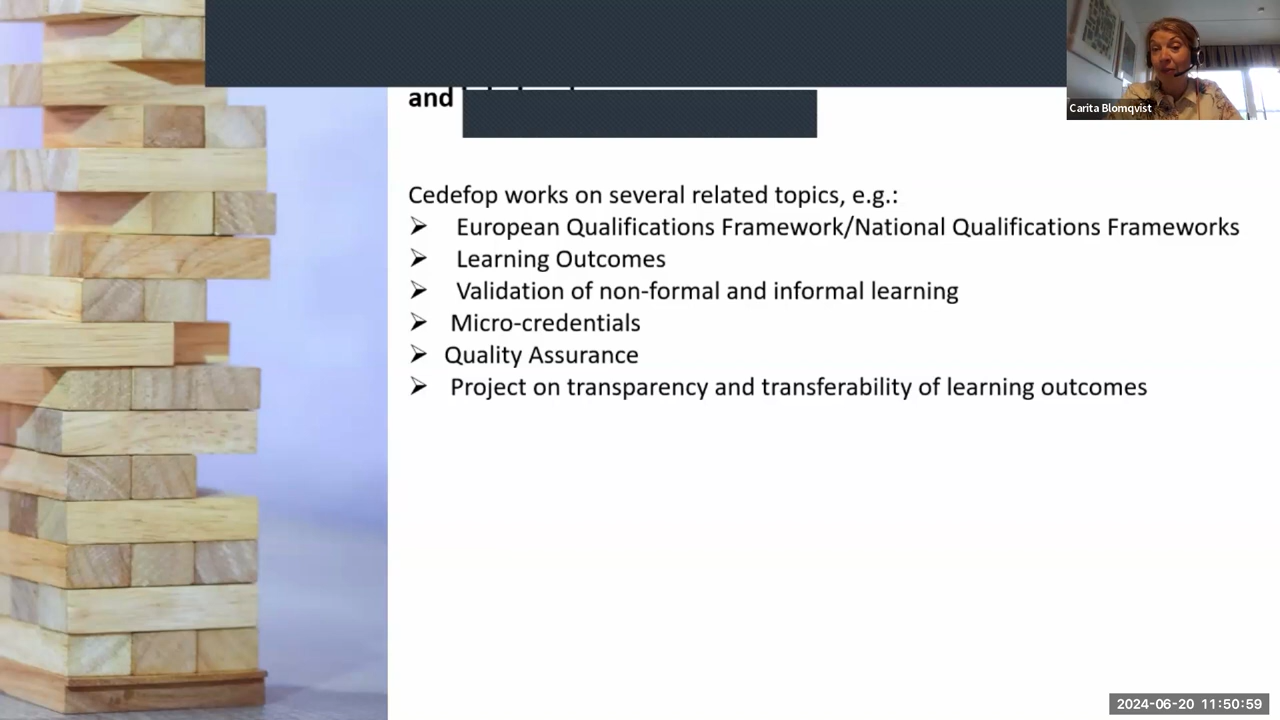 Carita Blomqvist
and
Cedefop works on several related topics, e.g.:
➢ European Qualifications Framework/National Qualifications Frameworks
➢ Learning Outcomes
➢ Validation of non-formal and informal learning
➢ Micro-credentials
➢ Quality Assurance
➢ Project on transparency and transferability of learning outcomes
2024-06-20 11:50:59